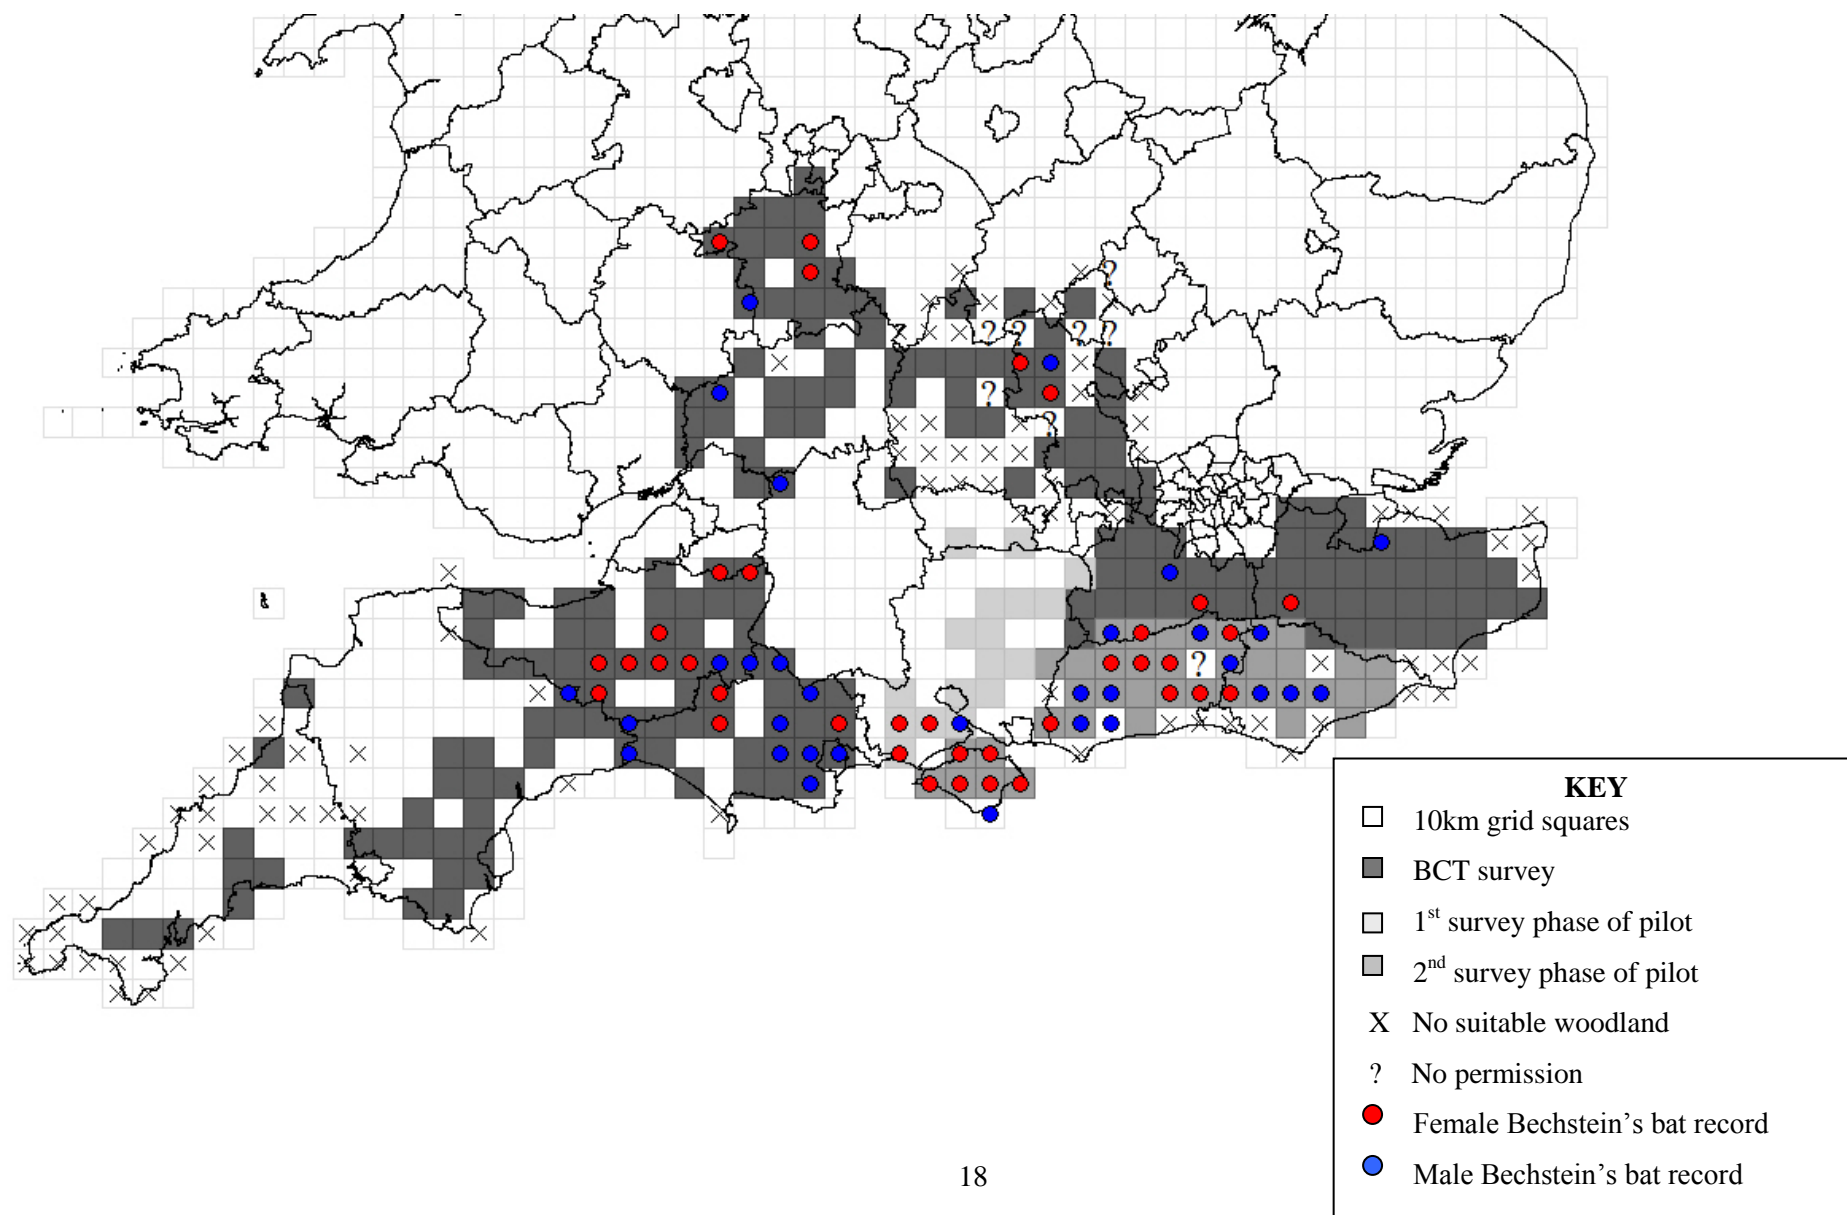 ? 
? ? ? ?
?
?
?
KEY
10km grid squares
BCT survey
1st survey phase of pilot
2nd survey phase of pilot
X No suitable woodland
? No permission
Female Bechstein’s bat record
Male Bechstein’s bat record
18